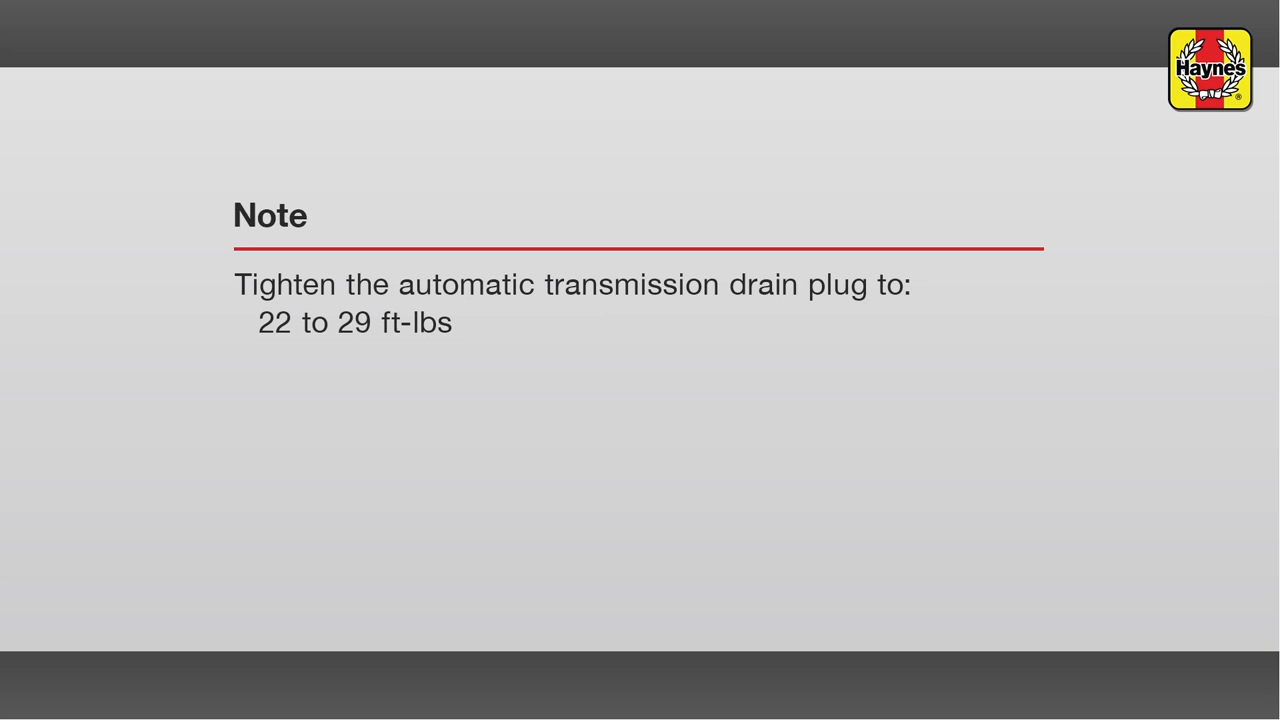 Haynes
®
Note
Tighten the automatic transmission drain plug to:
22 to 29 ft-lbs